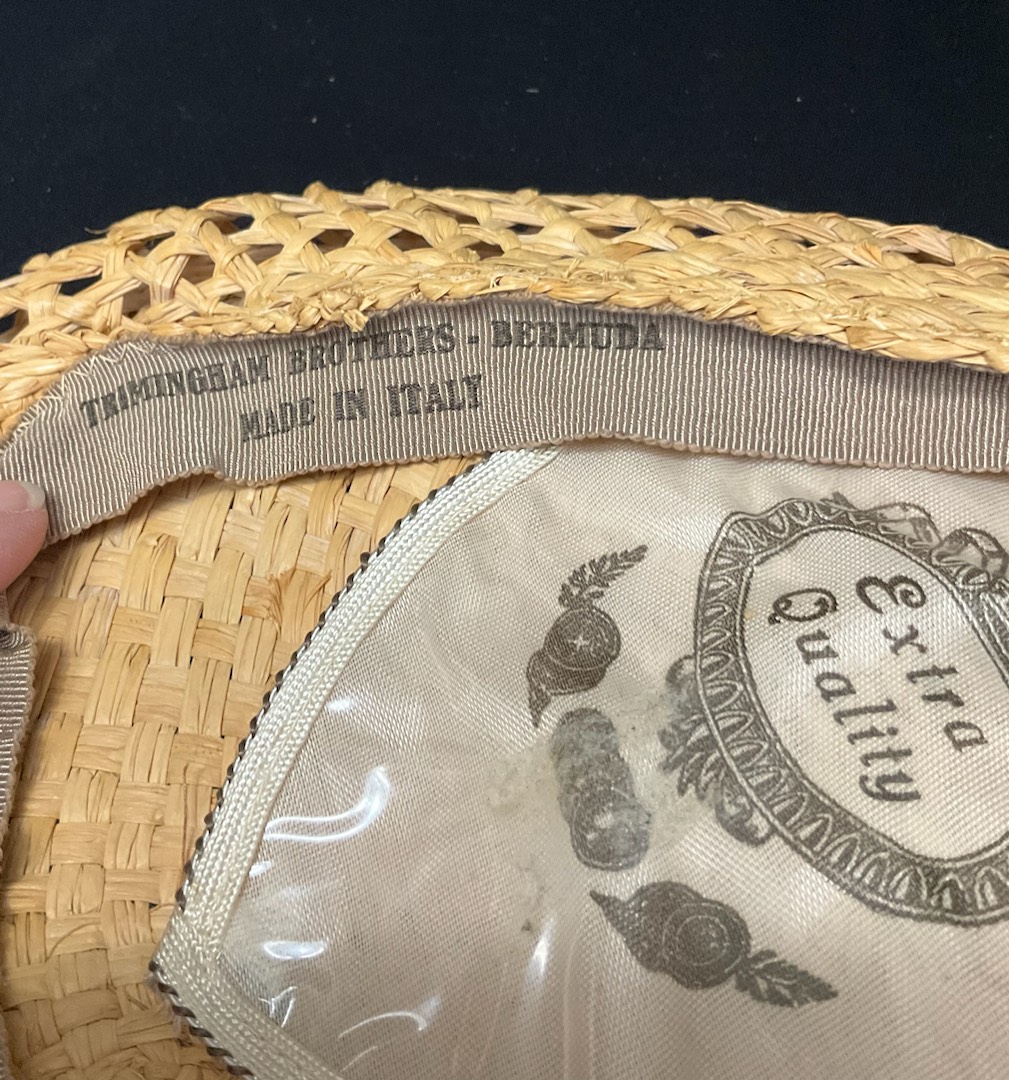 TRIMINGHAM BROTHERS - BERMUDA
MADE IN ITALY
Extra
Quality